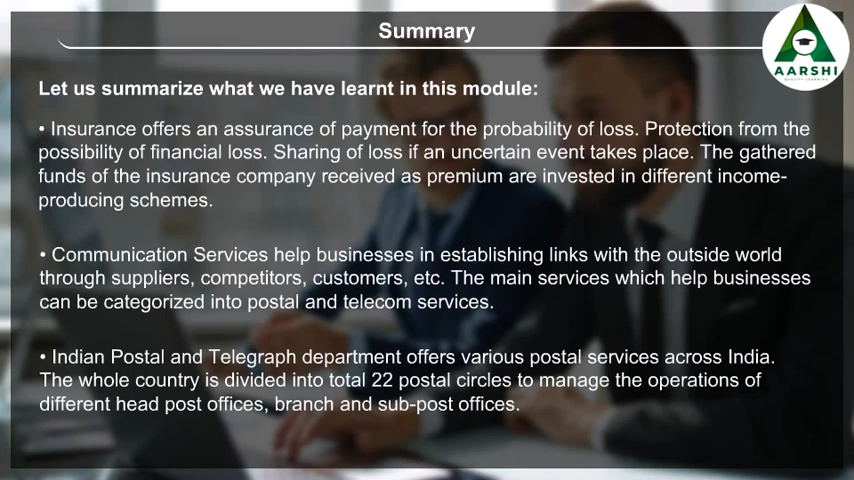 Summary
AARSHI
Let us summarize what we have learnt in this module:
• Insurance offers an assurance of payment for the probability of loss. Protection from the
possibility of financial loss. Sharing of loss if an uncertain event takes place. The gathered
funds of the insurance company received as premium are invested in different income-
producing schemes.
• Communication Services help businesses in establishing links with the outside world
through suppliers, competitors, customers, etc. The main services which help businesses
can be categorized into postal and telecom services.
• Indian Postal and Telegraph department offers various postal services across India.
The whole country is divided into total 22 postal circles to manage the operations of
different head post offices, branch and sub-post offices.